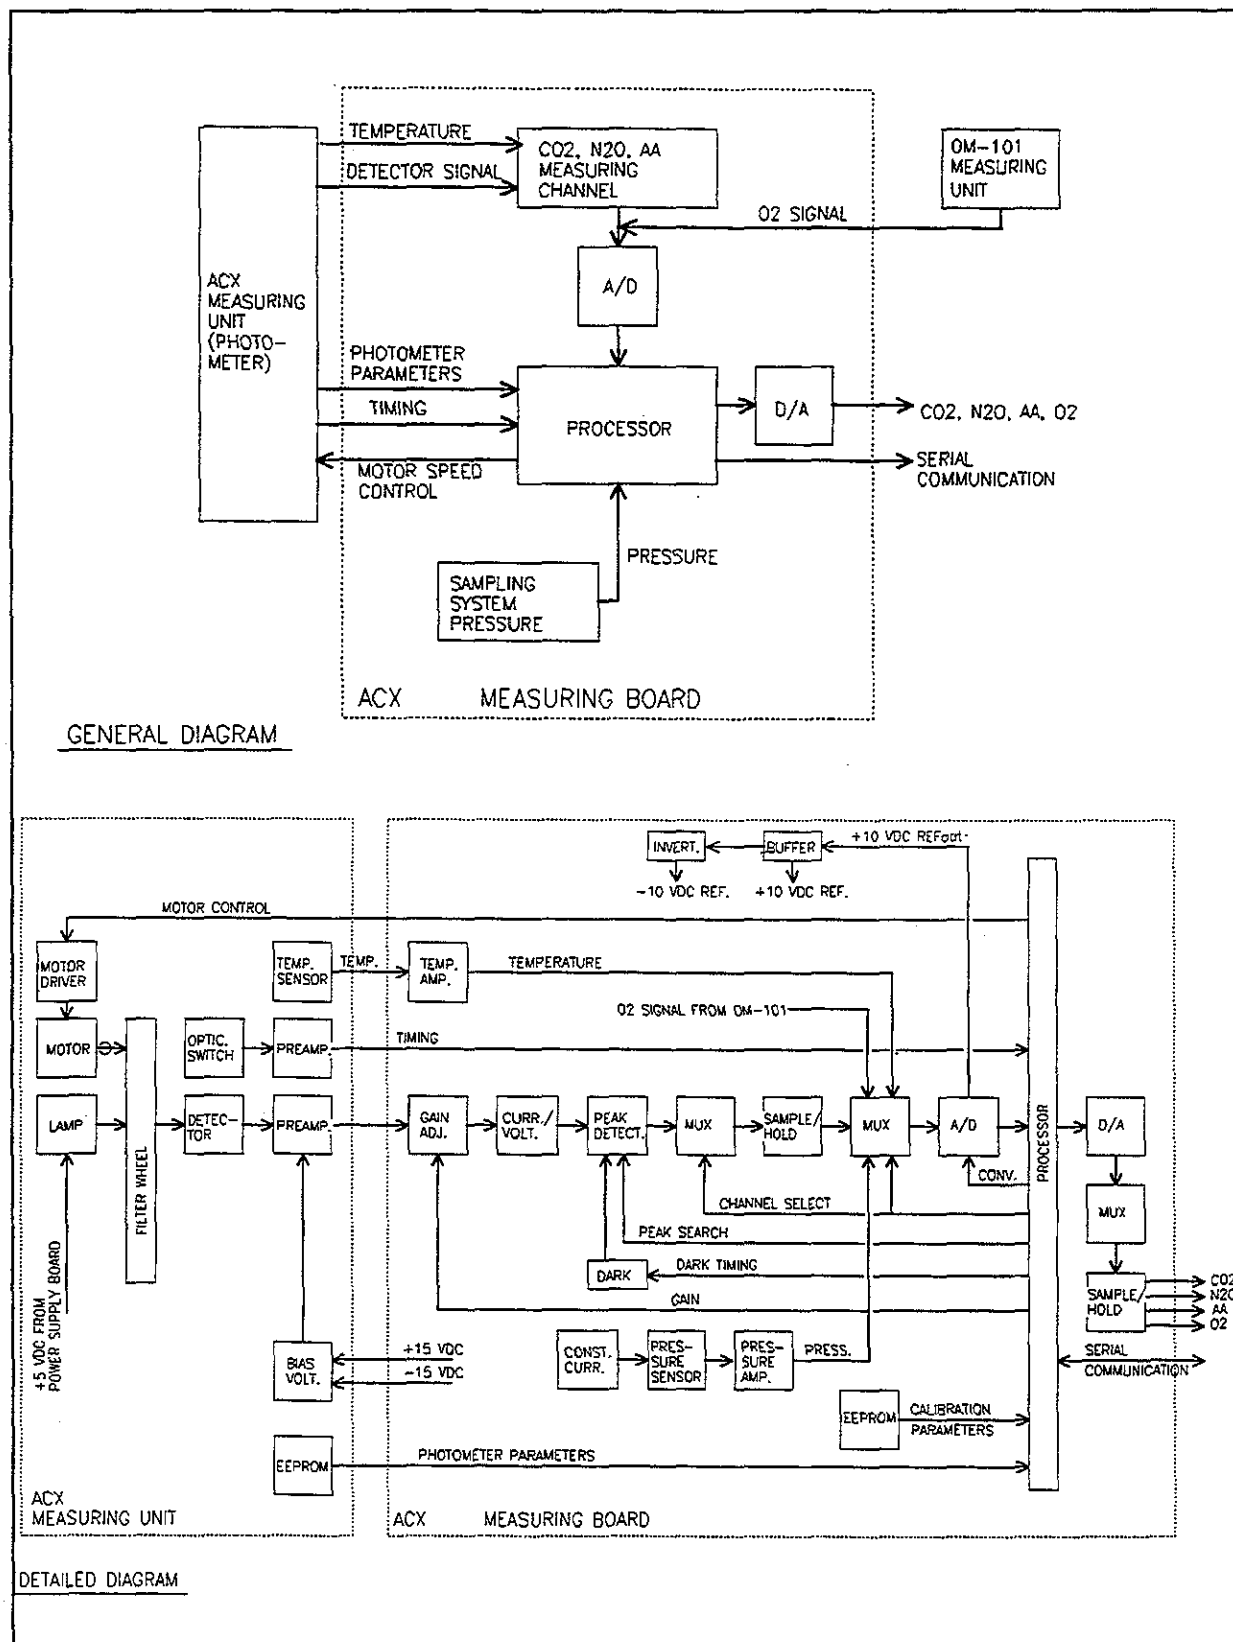 TEMPERATURE
DETECTOR SIGNAL
CO2, N2O, AA
MEASURING
CHANNEL
OM-101
MEASURING
UNIT
O2 SIGNAL
ACX
MEASURING
UNIT
(PHOTO-
METER)
A/D
PHOTOMETER
PARAMETERS
TIMING
MOTOR SPEED
CONTROL
PROCESSOR
D/A
CO2, N2O, AA, O2
SERIAL
COMMUNICATION
PRESSURE
SAMPLING
SYSTEM
PRESSURE
ACX MEASURING BOARD
GENERAL DIAGRAM
INVERT.
BUFFER
+10 VDC REFout
-10 VDC REF.
+10 VDC REF.
MOTOR CONTROL
MOTOR
DRIVER
TEMP.
SENSOR
TEMP.
TEMP.
AMP.
TEMPERATURE
O2 SIGNAL FROM OM-101
MOTOR
OPTIC.
SWITCH
PREAMP.
TIMING
LAMP
FILTER WHEEL
DETEC-
TOR
PREAMP.
GAIN
ADJ.
CURR./
VOLT.
PEAK
DETECT.
MUX
SAMPLE/
HOLD
MUX
A/D
CONV.
PROCESSOR
D/A
MUX
SAMPLE/
HOLD
CO2
N2O
AA
O2
CHANNEL SELECT
PEAK SEARCH
DARK
DARK TIMING
GAIN
+5 VDC FROM
POWER SUPPLY BOARD
BIAS
VOLT.
+15 VDC
-15 VDC
CONST.
CURR.
PRES-
SURE
SENSOR
PRES-
SURE
AMP.
PRESS.
SERIAL
COMMUNICATION
EEPROM
CALIBRATION
PARAMETERS
EEPROM
PHOTOMETER PARAMETERS
ACX
MEASURING UNIT
ACX MEASURING BOARD
DETAILED DIAGRAM